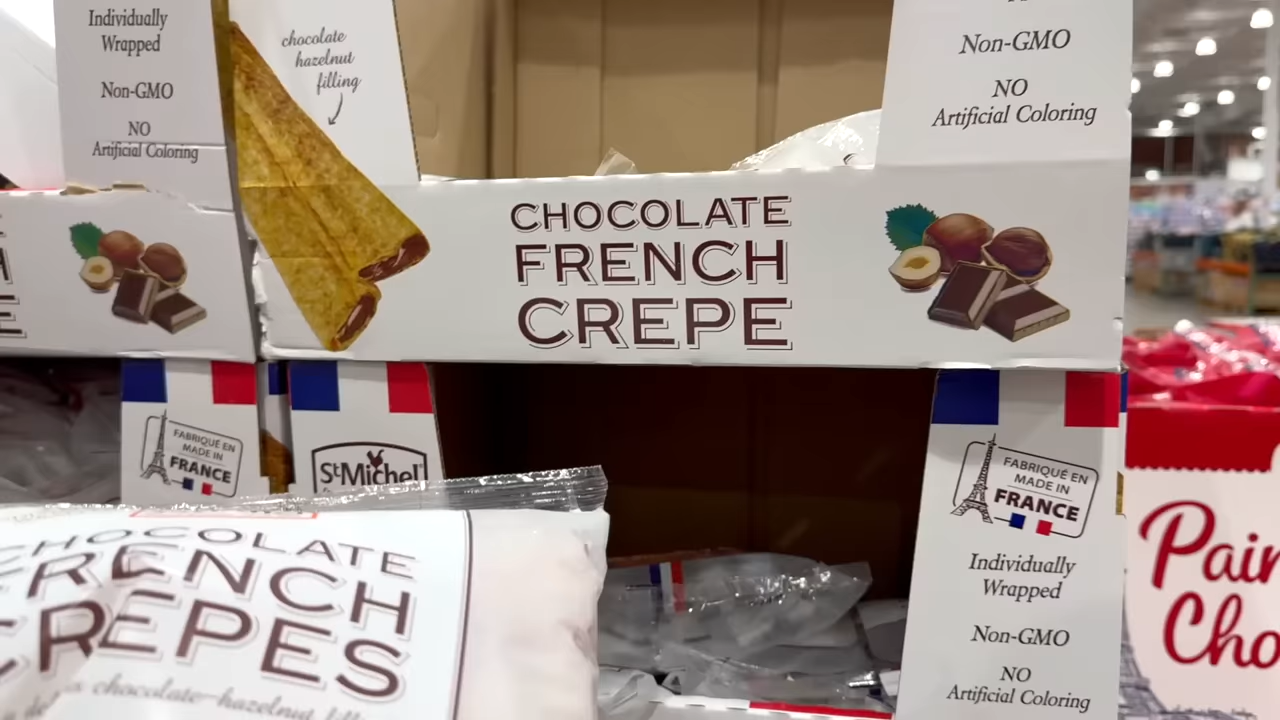 Individually
Wrapped
Non-GMO
NO
Artificial Coloring
chocolate
hazelnut
filling
Non-GMO
NO
Artificial Coloring
CHOCOLATE
FRENCH
CREPE
FABRIQUÉ EN
MADE IN
FRANCE
St Michel
FABRIQUÉ EN
MADE IN
FRANCE
Individually
Wrapped
Non-GMO
NO
Artificial Coloring
CHOCOLATE
FRENCH
CREPES
chocolate-hazelnut
Pain
Cho